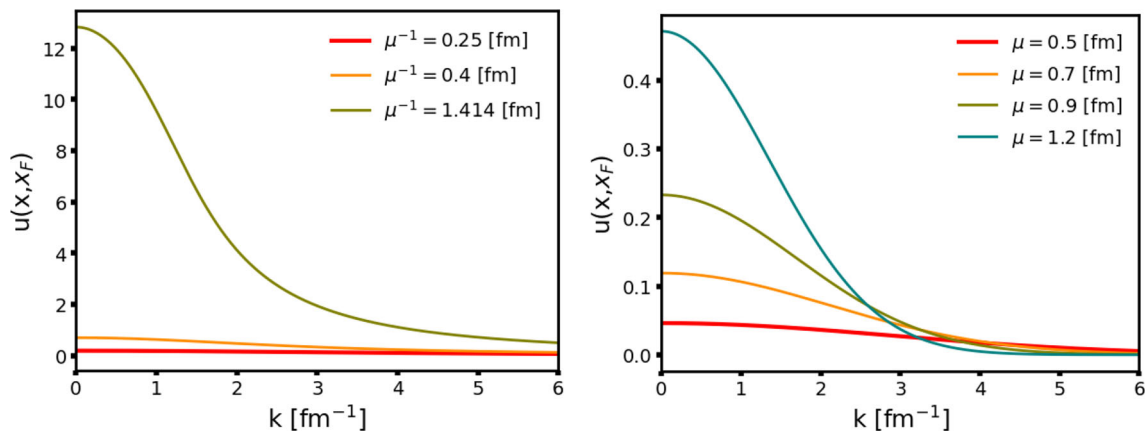 12
10
8
6
4
2
0
u(x,x_F)
0 1 2 3 4 5 6
k [fm⁻¹]
μ⁻¹ = 0.25 [fm]
μ⁻¹ = 0.4 [fm]
μ⁻¹ = 1.414 [fm]
0.4
0.3
0.2
0.1
0.0
u(x,x_F)
0 1 2 3 4 5 6
k [fm⁻¹]
μ = 0.5 [fm]
μ = 0.7 [fm]
μ = 0.9 [fm]
μ = 1.2 [fm]